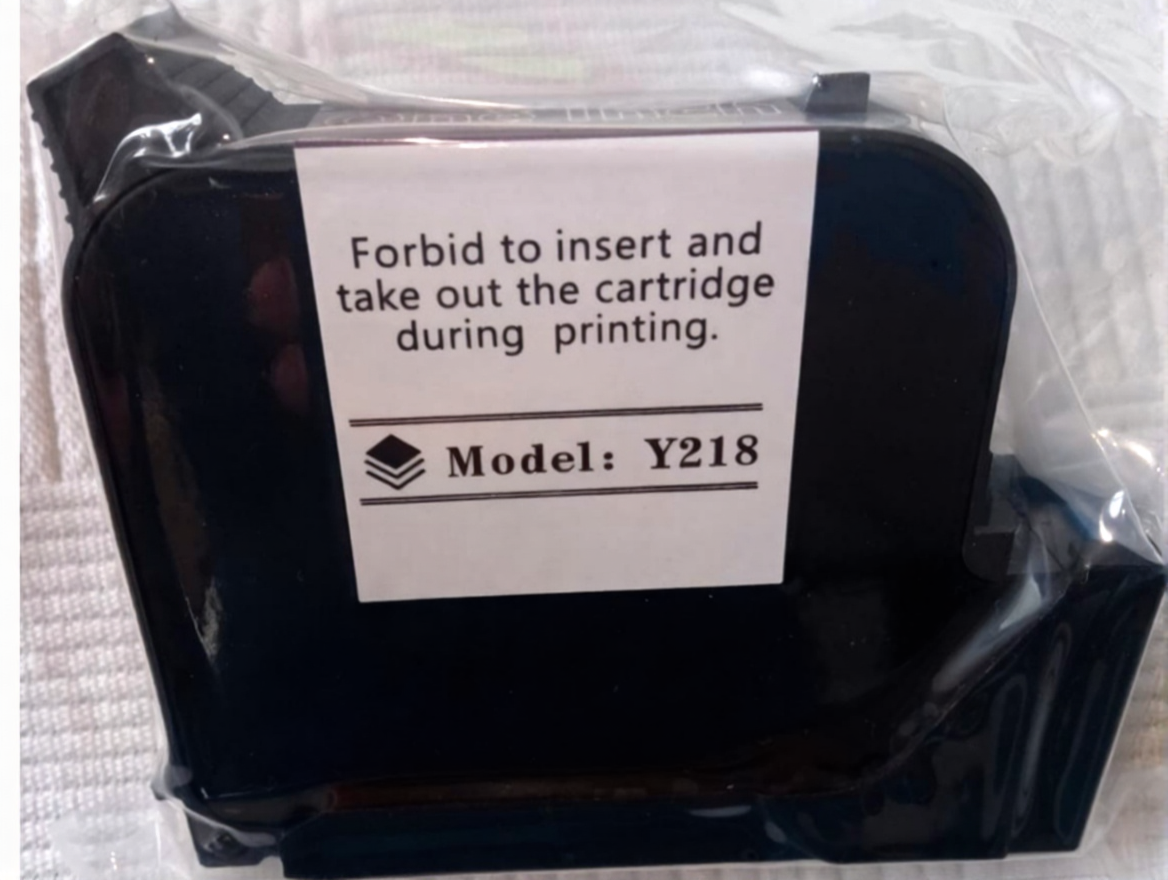 Forbid to insert and
take out the cartridge
during printing.
Model: Y218